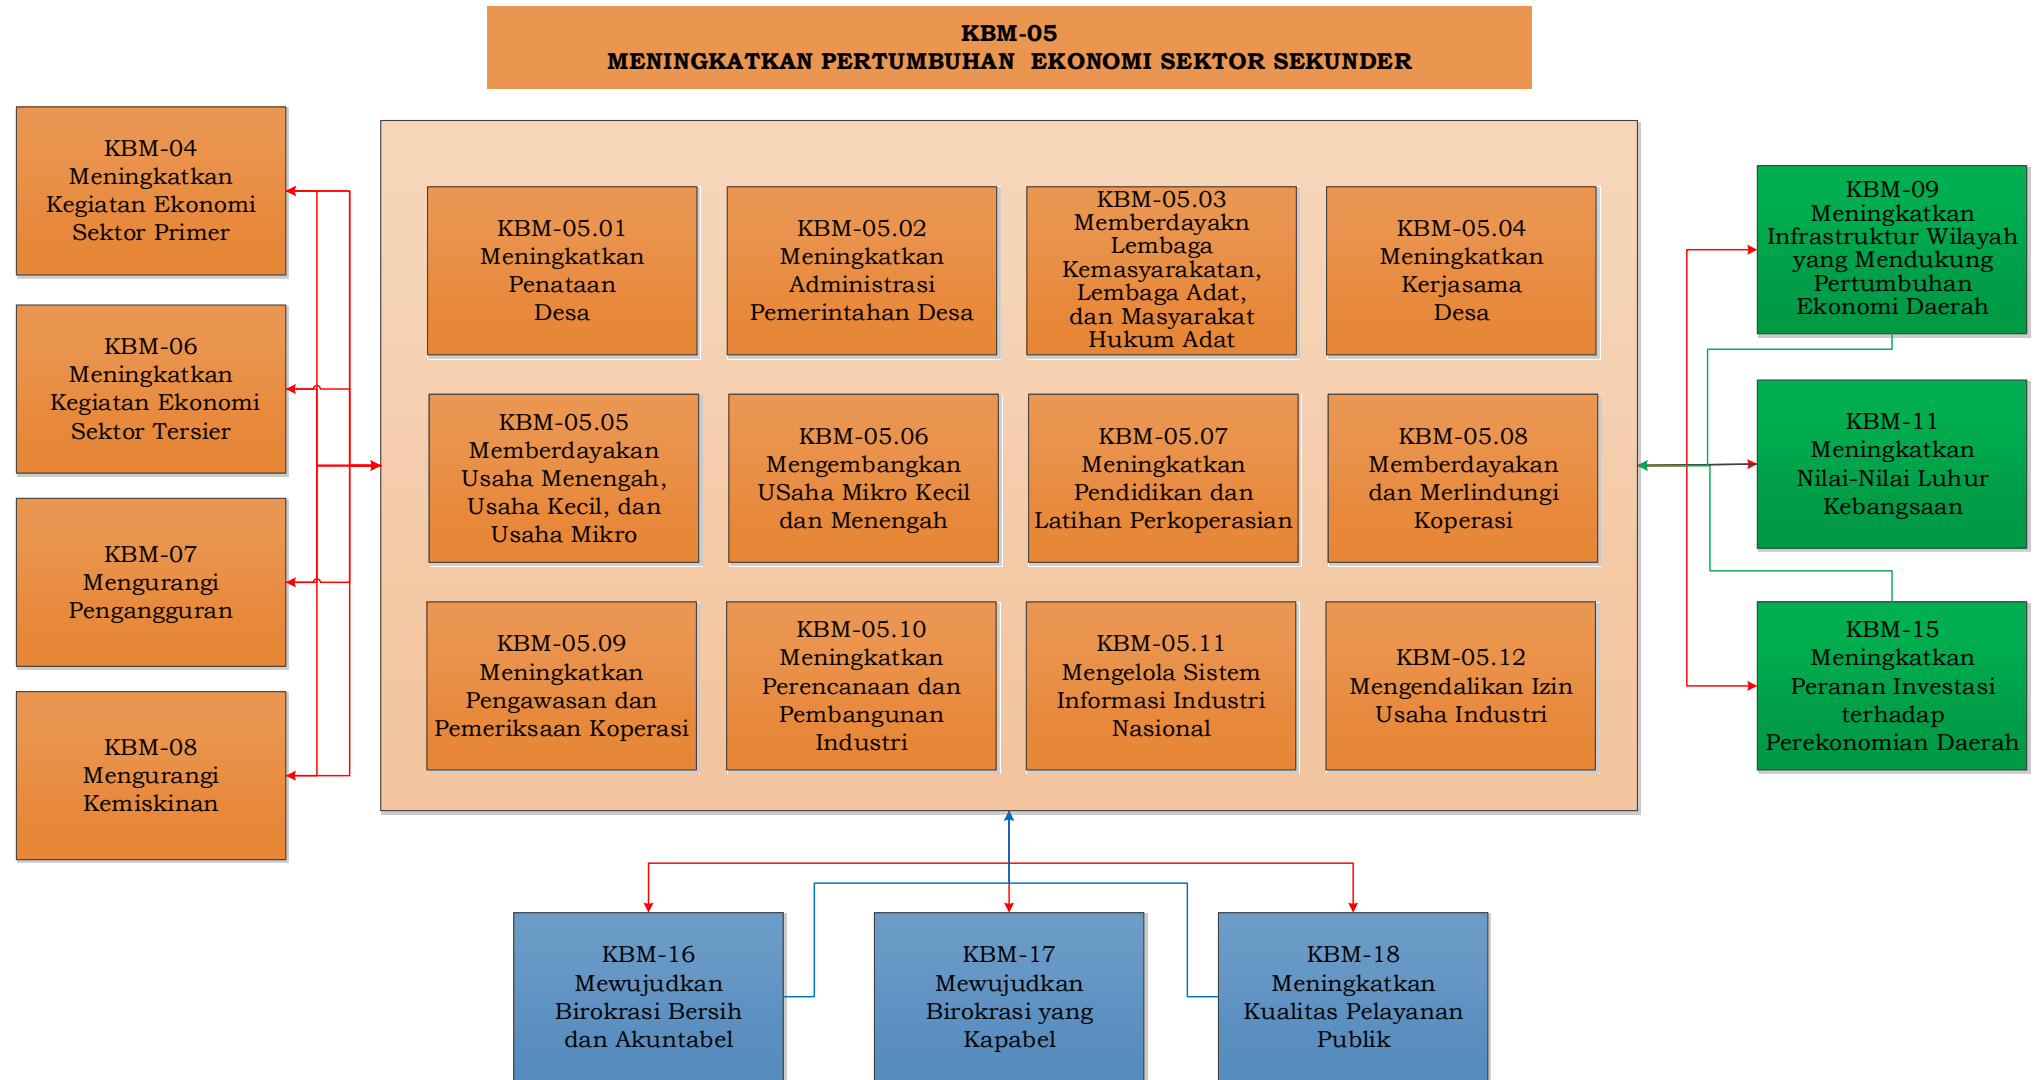 KBM-05
MENINGKATKAN PERTUMBUHAN EKONOMI SEKTOR SEKUNDER
KBM-04
Meningkatkan
Kegiatan Ekonomi
Sektor Primer
KBM-06
Meningkatkan
Kegiatan Ekonomi
Sektor Tersier
KBM-07
Mengurangi
Pengangguran
KBM-08
Mengurangi
Kemiskinan
KBM-05.01
Meningkatkan
Penataan
Desa
KBM-05.02
Meningkatkan
Administrasi
Pemerintahan Desa
KBM-05.03
Memberdayakn
Lembaga
Kemasyarakatan,
Lembaga Adat,
dan Masyarakat
Hukum Adat
KBM-05.04
Meningkatkan
Kerjasama
Desa
KBM-05.05
Memberdayakan
Usaha Menengah,
Usaha Kecil, dan
Usaha Mikro
KBM-05.06
Mengembangkan
USaha Mikro Kecil
dan Menengah
KBM-05.07
Meningkatkan
Pendidikan dan
Latihan Perkoperasian
KBM-05.08
Memberdayakan
dan Merlindungi
Koperasi
KBM-05.09
Meningkatkan
Pengawasan dan
Pemeriksaan Koperasi
KBM-05.10
Meningkatkan
Perencanaan dan
Pembangunan
Industri
KBM-05.11
Mengelola Sistem
Informasi Industri
Nasional
KBM-05.12
Mengendalikan Izin
Usaha Industri
KBM-09
Meningkatkan
Infrastruktur Wilayah
yang Mendukung
Pertumbuhan
Ekonomi Daerah
KBM-11
Meningkatkan
Nilai-Nilai Luhur
Kebangsaan
KBM-15
Meningkatkan
Peranan Investasi
terhadap
Perekonomian Daerah
KBM-16
Mewujudkan
Birokrasi Bersih
dan Akuntabel
KBM-17
Mewujudkan
Birokrasi yang
Kapabel
KBM-18
Meningkatkan
Kualitas Pelayanan
Publik